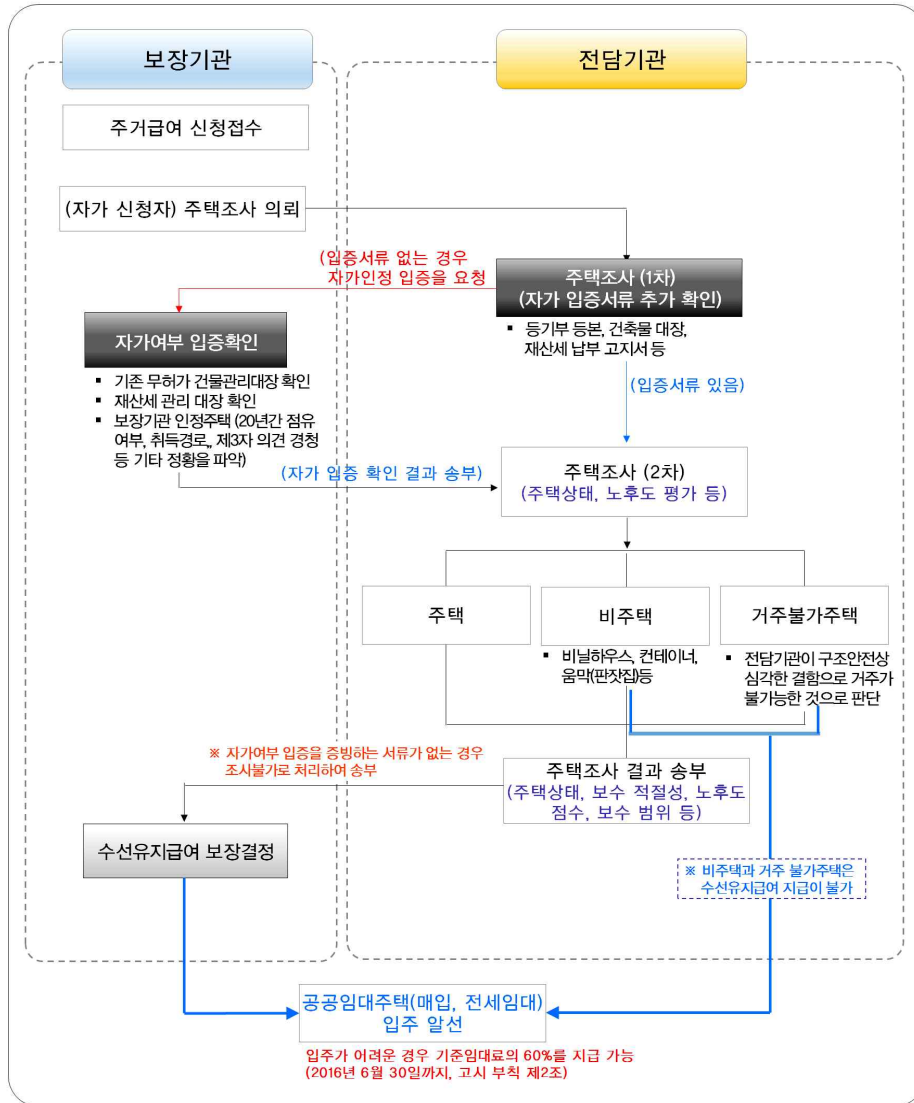 보장기관
전담기관
주거급여 신청접수
(자가 신청자) 주택조사 의뢰
(입증서류 없는 경우
자가인정 입증을 요청
주택조사 (1차)
(자가 입증서류 추가 확인)
▪ 등기부 등본, 건축물 대장,
재산세 납부 고지서 등
자가여부 입증확인
▪ 기존 무허가 건물관리대장 확인
▪ 재산세 관리 대장 확인
▪ 보장기관 인정주택 (20년간 점유
여부, 취득경로,, 제3자 의견 경청
등 기타 정황을 파악)
(입증서류 있음)
(자가 입증 확인 결과 송부)
주택조사 (2차)
(주택상태, 노후도 평가 등)
주택
비주택
거주불가주택
▪ 비닐하우스, 컨테이너,
움막(판잣집)등
▪ 전담기관이 구조안전상
심각한 결함으로 거주가
불가능한 것으로 판단
※ 자가여부 입증을 증빙하는 서류가 없는 경우
조사불가로 처리하여 송부
주택조사 결과 송부
(주택상태, 보수 적절성, 노후도
점수, 보수 범위 등)
수선유지급여 보장결정
※ 비주택과 거주 불가주택은
수선유지급여 지급이 불가
공공임대주택(매입, 전세임대)
입주 알선
입주가 어려운 경우 기준임대료의 60%를 지급 가능
(2016년 6월 30일까지, 고시 부칙 제2조)